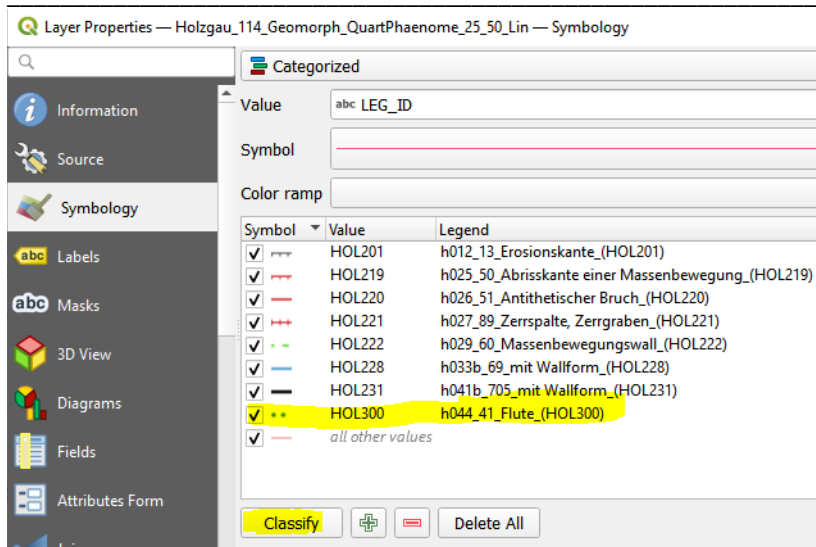 Layer Properties — Holzgau_114_Geomorph_QuartPhaenome_25_50_Lin — Symbology
Categorized
Information
Value abc LEG_ID
Source
Symbol
Symbology
Color ramp
Symbol Value Legend
HOL201 h012_13_Erosionskante_(HOL201)
abc Labels
HOL219 h025_50_Abrisskante einer Massenbewegung_(HOL219)
HOL220 h026_51_Antithetischer Bruch_(HOL220)
abc Masks
HOL221 h027_89_Zerrspalte, Zerrgraben_(HOL221)
HOL222 h029_60_Massenbewegungswall_(HOL222)
3D View
HOL228 h033b_69_mit Wallform_(HOL228)
HOL231 h041b_705_mit Wallform_(HOL231)
Diagrams
HOL300 h044_41_Flute_(HOL300)
all other values
Fields
Attributes Form
Classify Delete All